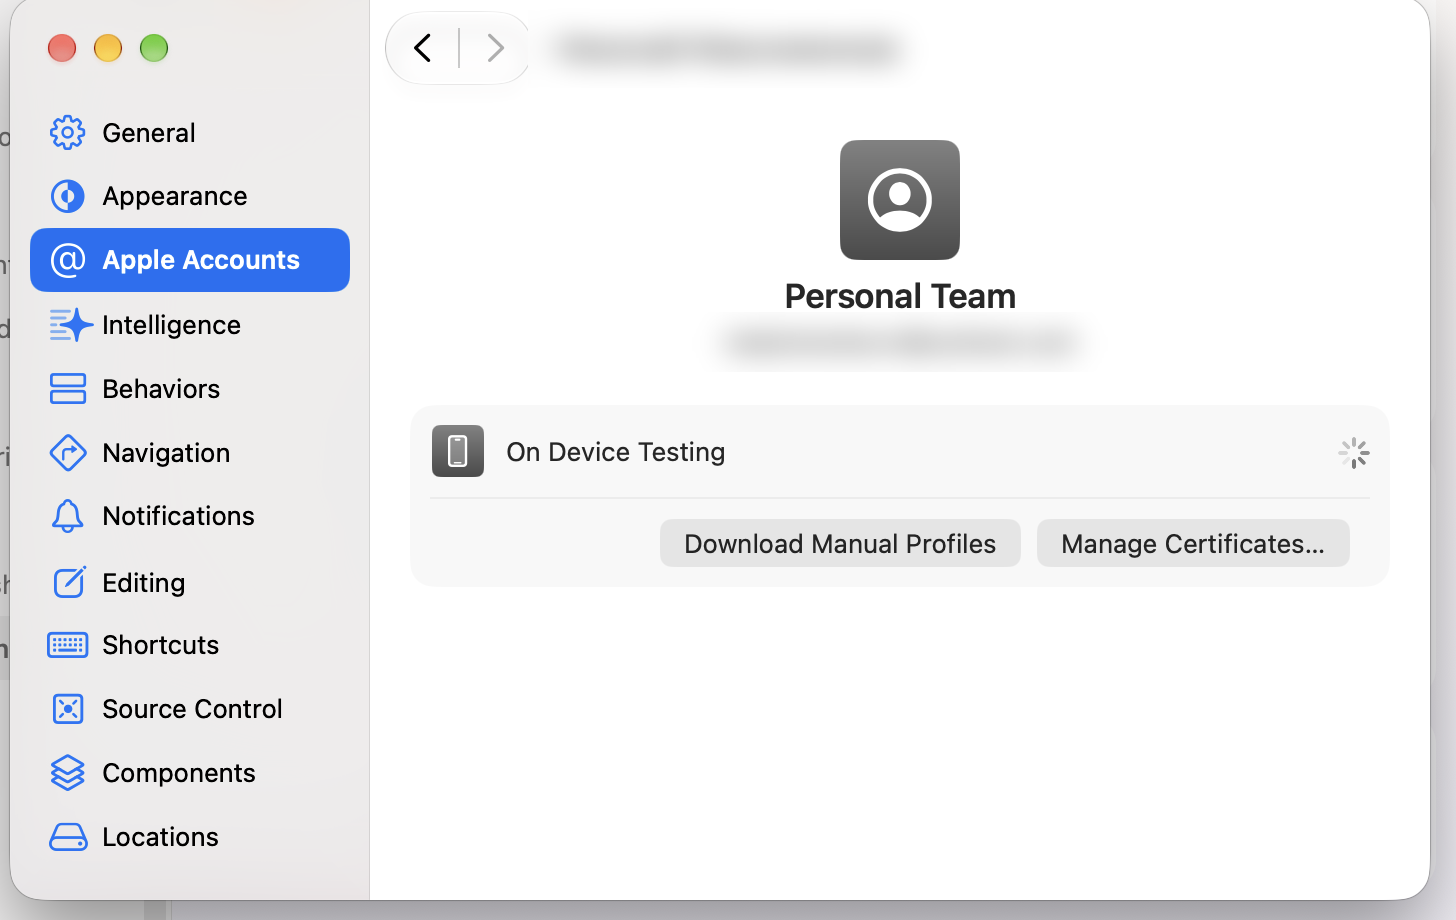 General
Appearance
Apple Accounts
Intelligence
Behaviors
Navigation
Notifications
Editing
Shortcuts
Source Control
Components
Locations
Personal Team
On Device Testing
Download Manual Profiles
Manage Certificates...